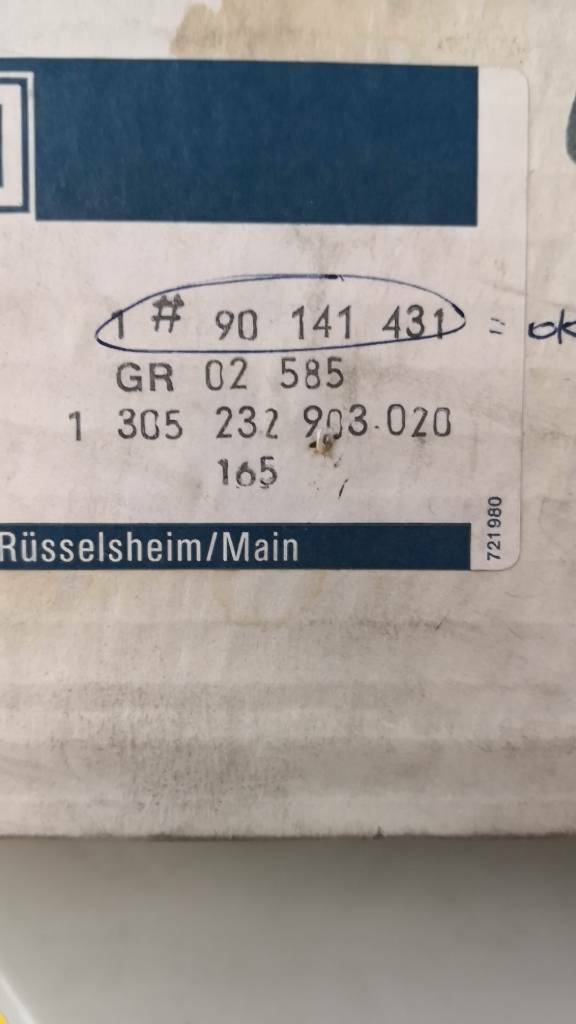 1 # 90 141 431 = ok
GR 02 585
1 305 232 903.020
165
Rüsselsheim/Main
721980